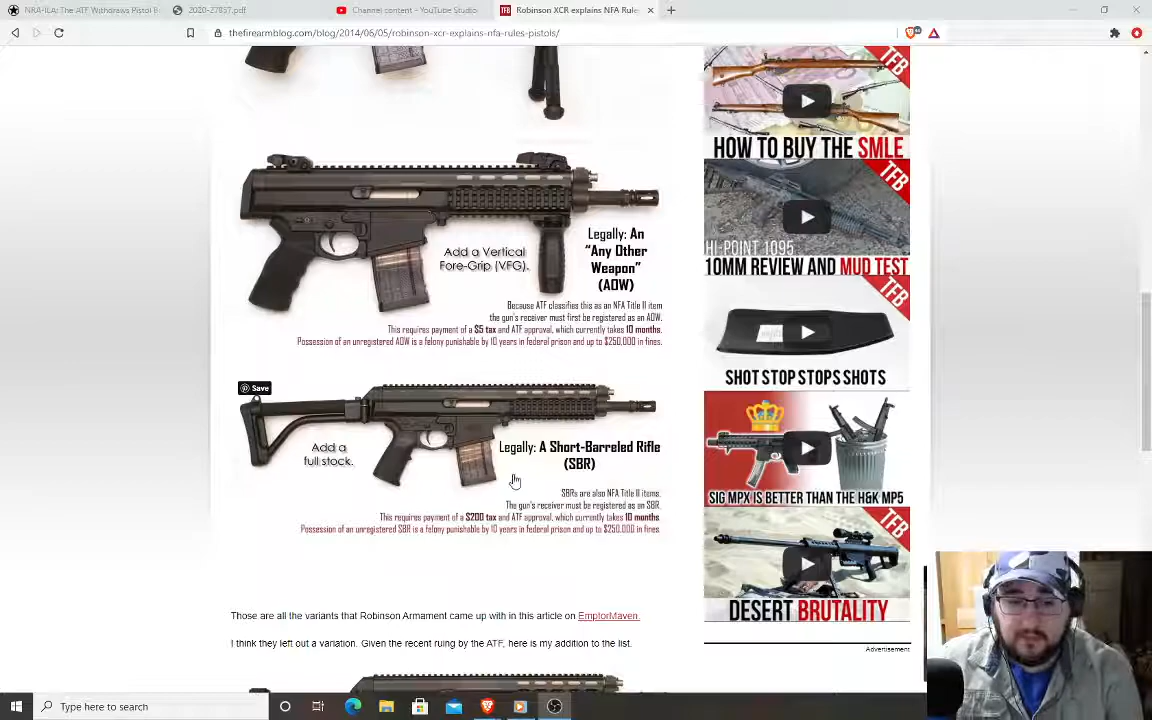 NRA-ILA: The ATF Withdraws Pistol B
2020-27857.pdf
Channel content - YouTube Studio
TFB
Robinson XCR explains NFA Rule
thefirearmblog.com/blog/2014/06/05/robinson-xcr-explains-nfa-rules-pistols/
TFB
HOW TO BUY THE SMLE
Add a Vertical
Fore-Grip (VFG).
Legally: An
"Any Other
Weapon"
(AOW)
Because ATF classifies this as an NFA Title II item
the gun's receiver must first be registered as an AOW.
This requires payment of a $5 tax and ATF approval, which currently takes 10 months.
Possession of an unregistered AOW is a felony punishable by 10 years in federal prison and up to $250,000 in fines.
TFB
HI-POINT 1095
10MM REVIEW AND MUD TEST
TFB
SHOT STOP STOPS SHOTS
Save
Add a
full stock.
Legally: A Short-Barreled Rifle
(SBR)
SBRs are also NFA Title II items.
The gun's receiver must be registered as an SBR.
This requires payment of a $200 tax and ATF approval, which currently takes 10 months
Possession of an unregistered SBR is a felony punishable by 10 years in federal prison and up to $250,000 in fines
TFB
SIG MPX IS BETTER THAN THE H&K MP5
TFB
DESERT BRUTALITY
Those are all the variants that Robinson Armament came up with in this article on EmptorMaven.
I think they left out a variation. Given the recent ruing by the ATF, here is my addition to the list.
Advertisement
Type here to search